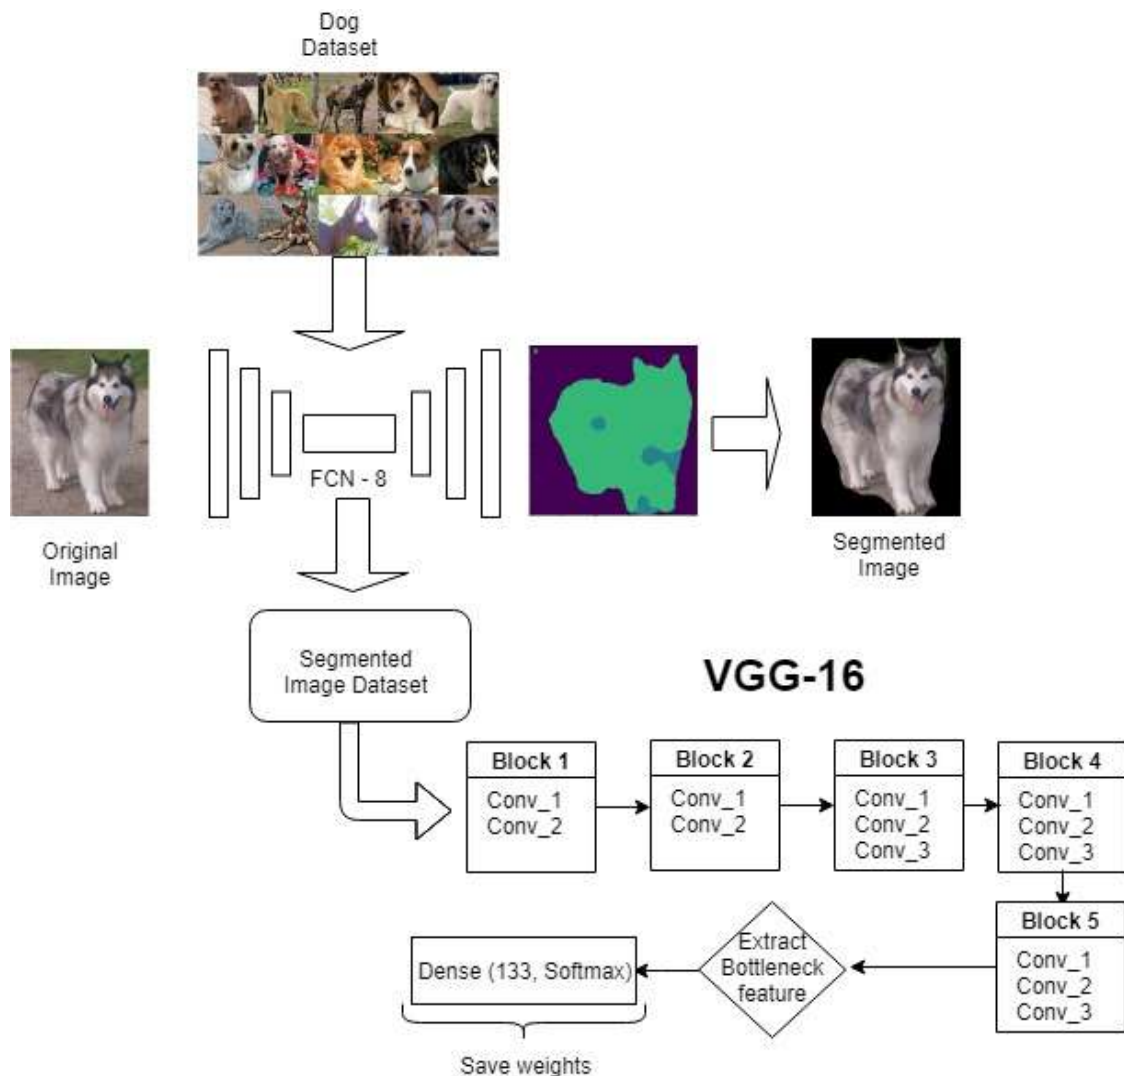 Dog
Dataset
FCN - 8
Original
Image
Segmented
Image
Segmented
Image Dataset
VGG-16
Block 1
Conv_1
Conv_2
Block 2
Conv_1
Conv_2
Block 3
Conv_1
Conv_2
Conv_3
Block 4
Conv_1
Conv_2
Conv_3
Block 5
Conv_1
Conv_2
Conv_3
Extract
Bottleneck
feature
Dense (133, Softmax)
Save weights